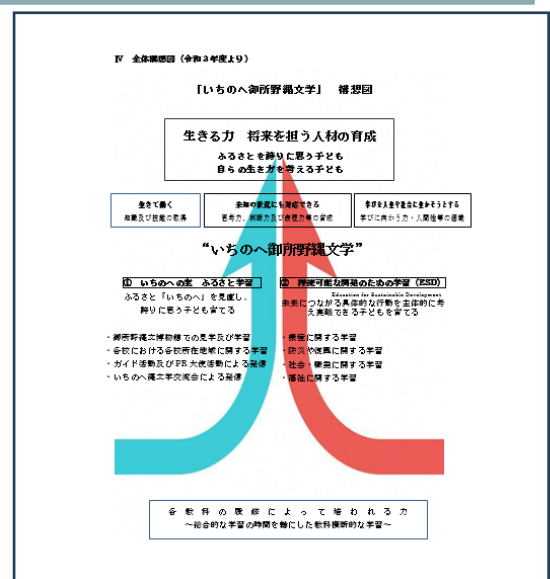 Ⅳ 全体構想図（令和3年度より）
『いちのへ御所野縄文学』 構想図
生きる力 将来を担う人材の育成
ふるさとを誇りに思う子ども
自らの生き方を考える子ども
生きて働く
知識及び技能の取得
未知の状況にも対応できる
思考力、判断力及び表現力等の育成
学びを人生や社会に生かそうとする
学びに向かう力・人間性等の涵養
“いちのへ御所野縄文学”
① いちのへの宝 ふるさと学習
ふるさと「いちのへ」を見直し、
誇りに思う子ども育てる
・御所野縄文博物館での見学及び学習
・各校における各校所在地域に関する学習
・ガイド活動及びPR大使活動による発信
・いちのへ縄文学交流会による発信
② 持続可能な開発のための学習（ESD）
Education for Sustainable Development
未来につながる具体的な行動を主体的に考
え実践できる子どもを育てる
・環境に関する学習
・防災や復興に関する学習
・社会・職業に関する学習
・福祉に関する学習
各教科の履修によって培われる力
～総合的な学習の時間を軸にした教科横断的な学習～